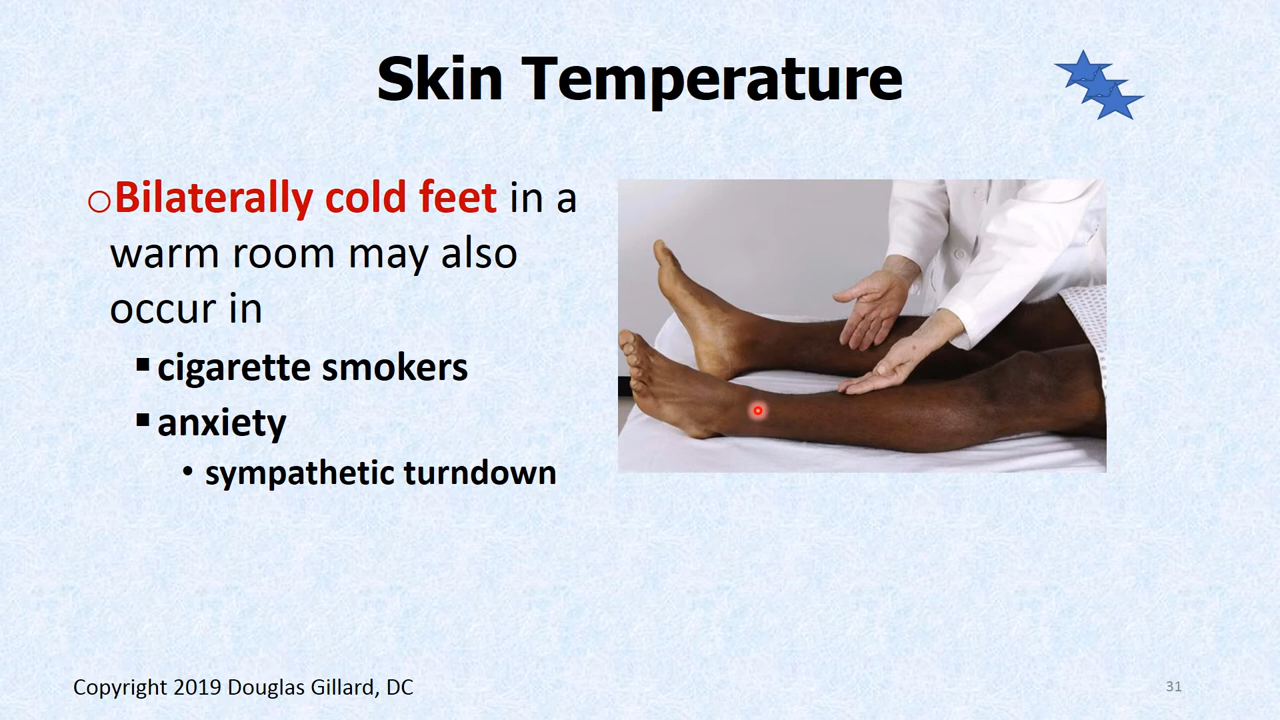 Skin Temperature
○Bilaterally cold feet in a
warm room may also
occur in
▪cigarette smokers
▪anxiety
• sympathetic turndown
Copyright 2019 Douglas Gillard, DC
31